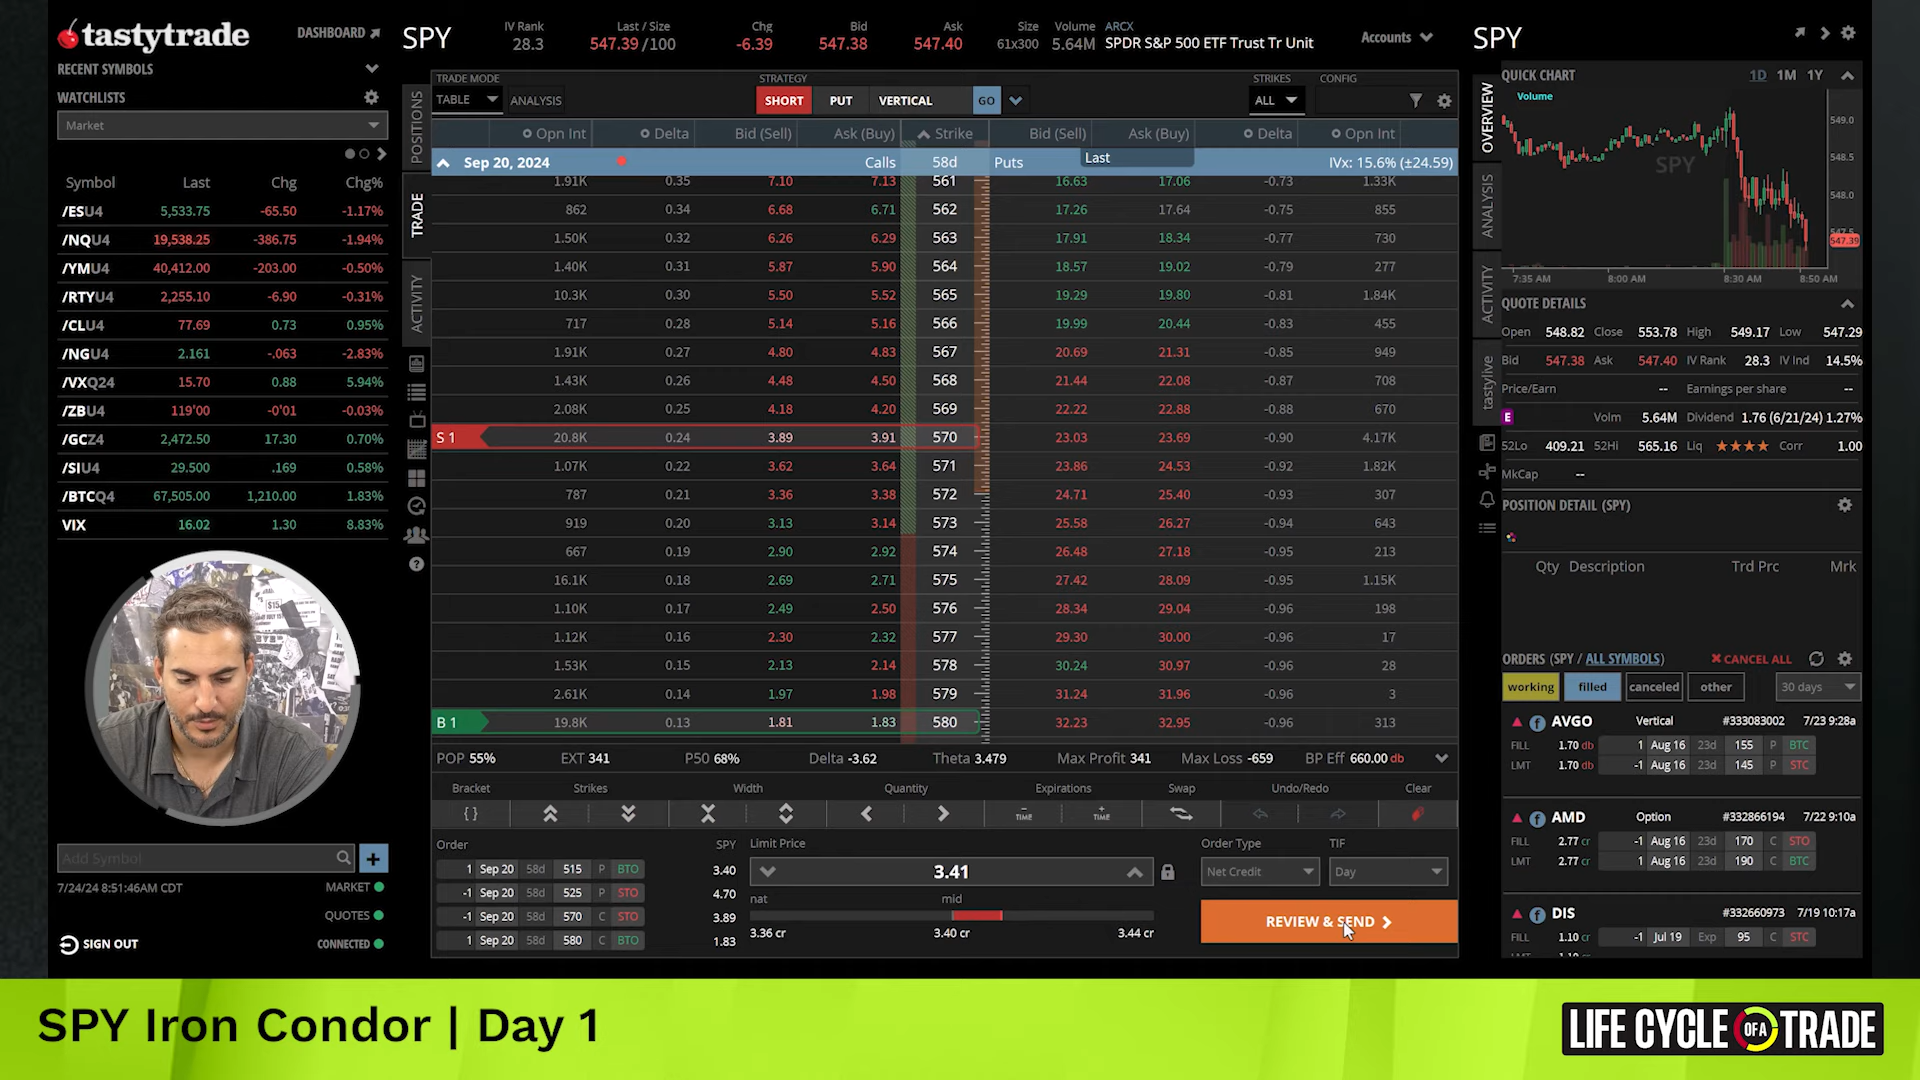 tastytrade
DASHBOARD
RECENT SYMBOLS
WATCHLISTS
Market
Symbol Last Chg Chg%
/ESU4 5,533.75 -65.50 -1.17%
/NQU4 19,538.25 -386.75 -1.94%
/YMU4 40,412.00 -203.00 -0.50%
/RTYU4 2,255.10 -6.90 -0.31%
/CLU4 77.69 0.73 0.95%
/NGU4 2.161 -.063 -2.83%
/VXQ24 15.70 0.88 5.94%
/ZBU4 119'00 -0'01 -0.03%
/GCZ4 2,472.50 17.30 0.70%
/SIU4 29.500 .169 0.58%
/BTCQ4 67,505.00 1,210.00 1.83%
VIX 16.02 1.30 8.83%
Add Symbol
7/24/24 8:51:46AM CDT MARKET
QUOTES
SIGN OUT CONNECTED
POSITIONS
TRADE
ACTIVITY
SPY
IV Rank Last / Size Chg Bid Ask Size Volume ARCX
28.3 547.39 /100 -6.39 547.38 547.40 61x300 5.64M SPDR S&P 500 ETF Trust Tr Unit
Accounts
TRADE MODE STRATEGY STRIKES CONFIG
TABLE ANALYSIS SHORT PUT VERTICAL GO ALL
Opn Int Delta Bid (Sell) Ask (Buy) Strike Bid (Sell) Ask (Buy) Delta Opn Int
Sep 20, 2024 Calls 58d Puts Last IVx: 15.6% (±24.59)
1.91K 0.35 7.10 7.13 561 16.63 17.06 -0.73 1.33K
862 0.34 6.68 6.71 562 17.26 17.64 -0.75 855
1.50K 0.32 6.26 6.29 563 17.91 18.34 -0.77 730
1.40K 0.31 5.87 5.90 564 18.57 19.02 -0.79 277
10.3K 0.30 5.50 5.52 565 19.29 19.80 -0.81 1.84K
717 0.28 5.14 5.16 566 19.99 20.44 -0.83 455
1.91K 0.27 4.80 4.83 567 20.69 21.31 -0.85 949
1.43K 0.26 4.48 4.50 568 21.44 22.08 -0.87 708
2.08K 0.25 4.18 4.20 569 22.22 22.88 -0.88 670
S 1 20.8K 0.24 3.89 3.91 570 23.03 23.69 -0.90 4.17K
1.07K 0.22 3.62 3.64 571 23.86 24.53 -0.92 1.82K
787 0.21 3.36 3.38 572 24.71 25.40 -0.93 307
919 0.20 3.13 3.14 573 25.58 26.27 -0.94 643
667 0.19 2.90 2.92 574 26.48 27.18 -0.95 213
16.1K 0.18 2.69 2.71 575 27.42 28.09 -0.95 1.15K
1.10K 0.17 2.49 2.50 576 28.34 29.04 -0.96 198
1.12K 0.16 2.30 2.32 577 29.30 30.00 -0.96 17
1.53K 0.15 2.13 2.14 578 30.24 30.97 -0.96 28
2.61K 0.14 1.97 1.98 579 31.24 31.96 -0.96 3
B 1 19.8K 0.13 1.81 1.83 580 32.23 32.95 -0.96 313
POP 55% EXT 341 P50 68% Delta -3.62 Theta 3.479 Max Profit 341 Max Loss -659 BP Eff 660.00 db
Bracket Strikes Width Quantity Expirations Swap Undo/Redo Clear
{ } TIME TIME
Order SPY Limit Price Order Type TIF
1 Sep 20 58d 515 P BTO 3.40 3.41 Net Credit Day
-1 Sep 20 58d 525 P STO 4.70 nat mid
-1 Sep 20 58d 570 C STO 3.89 REVIEW & SEND
1 Sep 20 58d 580 C BTO 1.83 3.36 cr 3.40 cr 3.44 cr
SPY
OVERVIEW
ANALYSIS
ACTIVITY
tastylive
QUICK CHART 1D 1M 1Y
Volume
SPY
549.0
548.5
548.0
547.5
547.39
7:35 AM 8:00 AM 8:30 AM 8:50 AM
QUOTE DETAILS
Open 548.82 Close 553.78 High 549.17 Low 547.29
Bid 547.38 Ask 547.40 IV Rank 28.3 IV Ind 14.5%
Price/Earn -- Earnings per share --
E Volm 5.64M Dividend 1.76 (6/21/24) 1.27%
52Lo 409.21 52Hi 565.16 Liq ★★★★ Corr 1.00
MkCap --
POSITION DETAIL (SPY)
Qty Description Trd Prc Mrk
ORDERS (SPY / ALL SYMBOLS) CANCEL ALL
working filled canceled other 30 days
AVGO Vertical #333083002 7/23 9:28a
FILL 1.70 db 1 Aug 16 23d 155 P BTC
LMT 1.70 db -1 Aug 16 23d 145 P STC
AMD Option #332866194 7/22 9:10a
FILL 2.77 cr -1 Aug 16 23d 170 C STO
LMT 2.77 cr 1 Aug 16 23d 190 C BTC
DIS #332660973 7/19 10:17a
FILL 1.10 cr -1 Jul 19 Exp 95 C STC
SPY Iron Condor | Day 1
LIFE CYCLE OF A TRADE